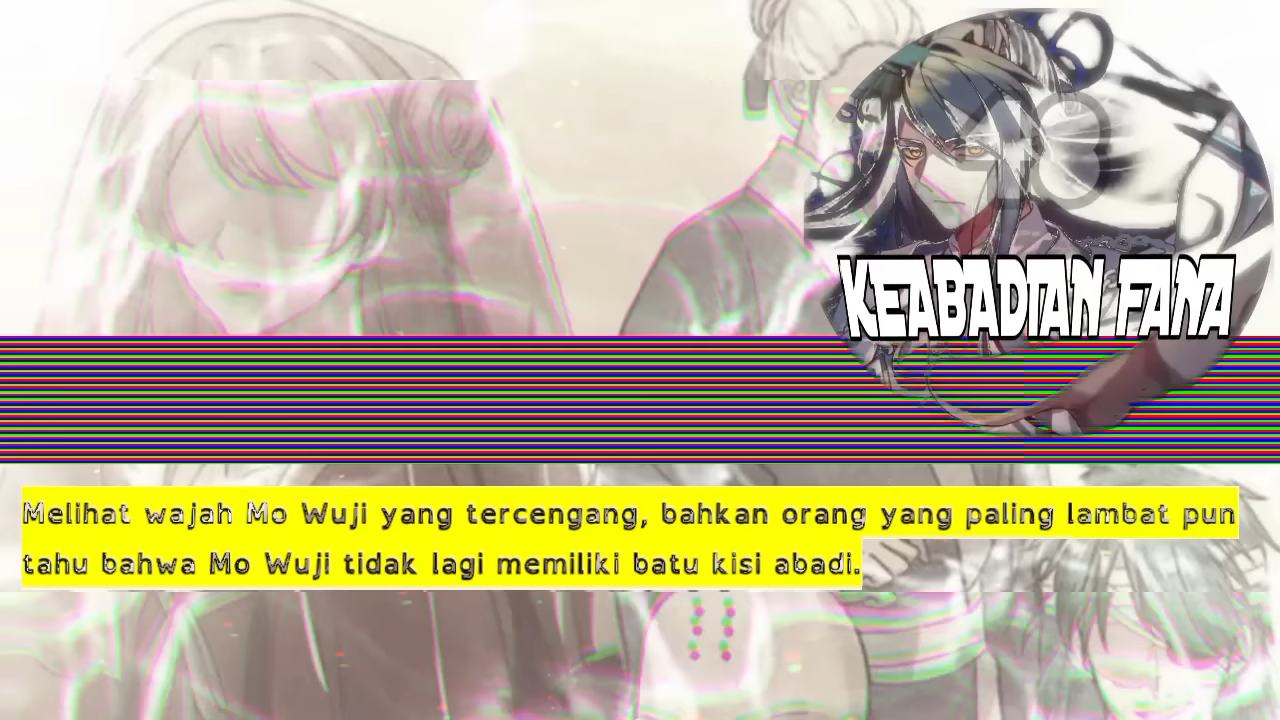 KEABADIAN FANA
Melihat wajah Mo Wuji yang tercengang, bahkan orang yang paling lambat pun
tahu bahwa Mo Wuji tidak lagi memiliki batu kisi abadi.